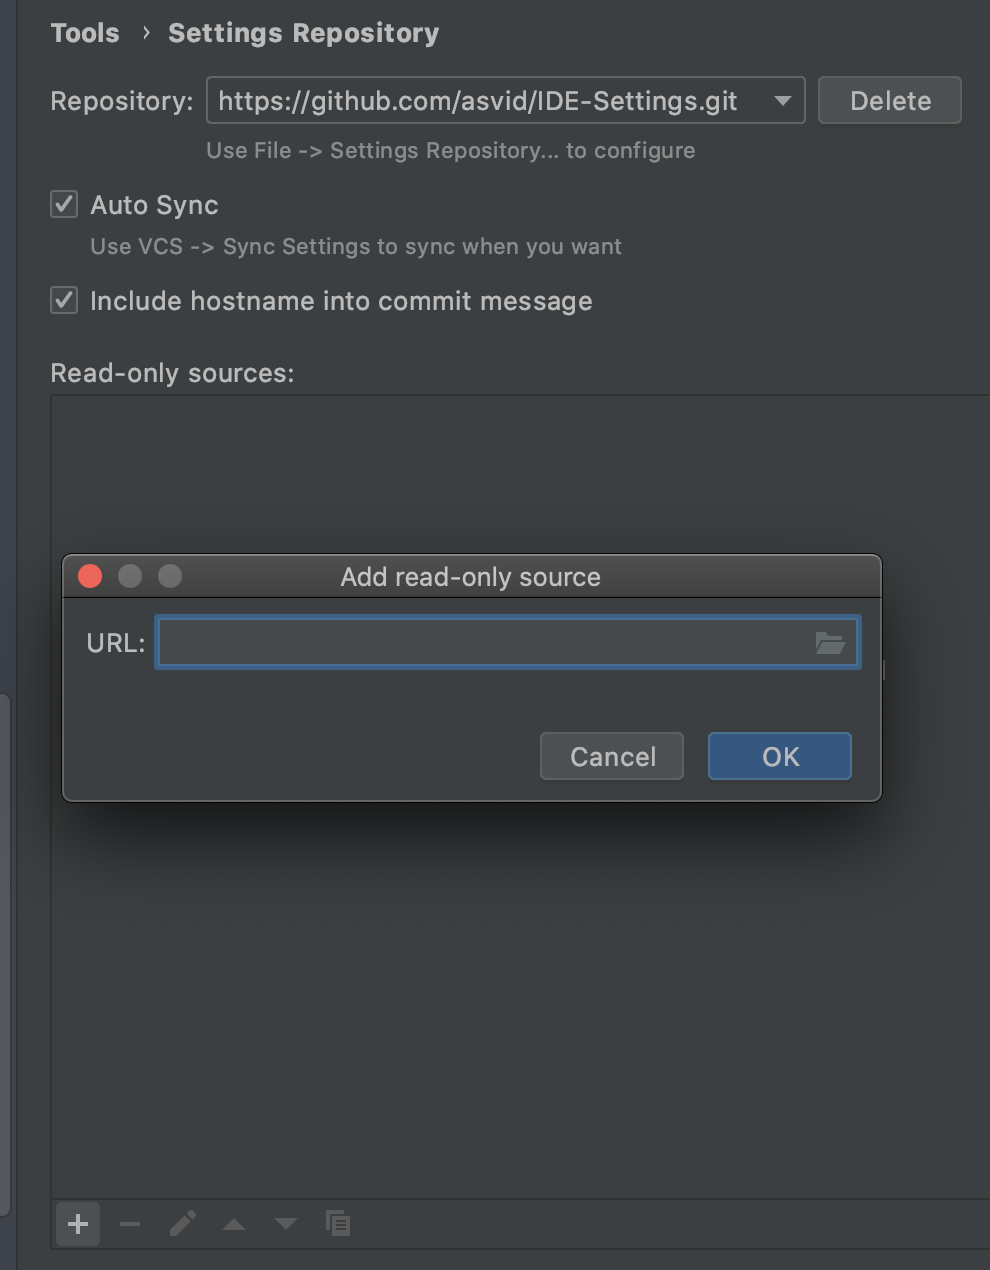 Tools › Settings Repository
Repository: https://github.com/asvid/IDE-Settings.git Delete
Use File -> Settings Repository... to configure
Auto Sync
Use VCS -> Sync Settings to sync when you want
Include hostname into commit message
Read-only sources:
Add read-only source
URL:
Cancel OK